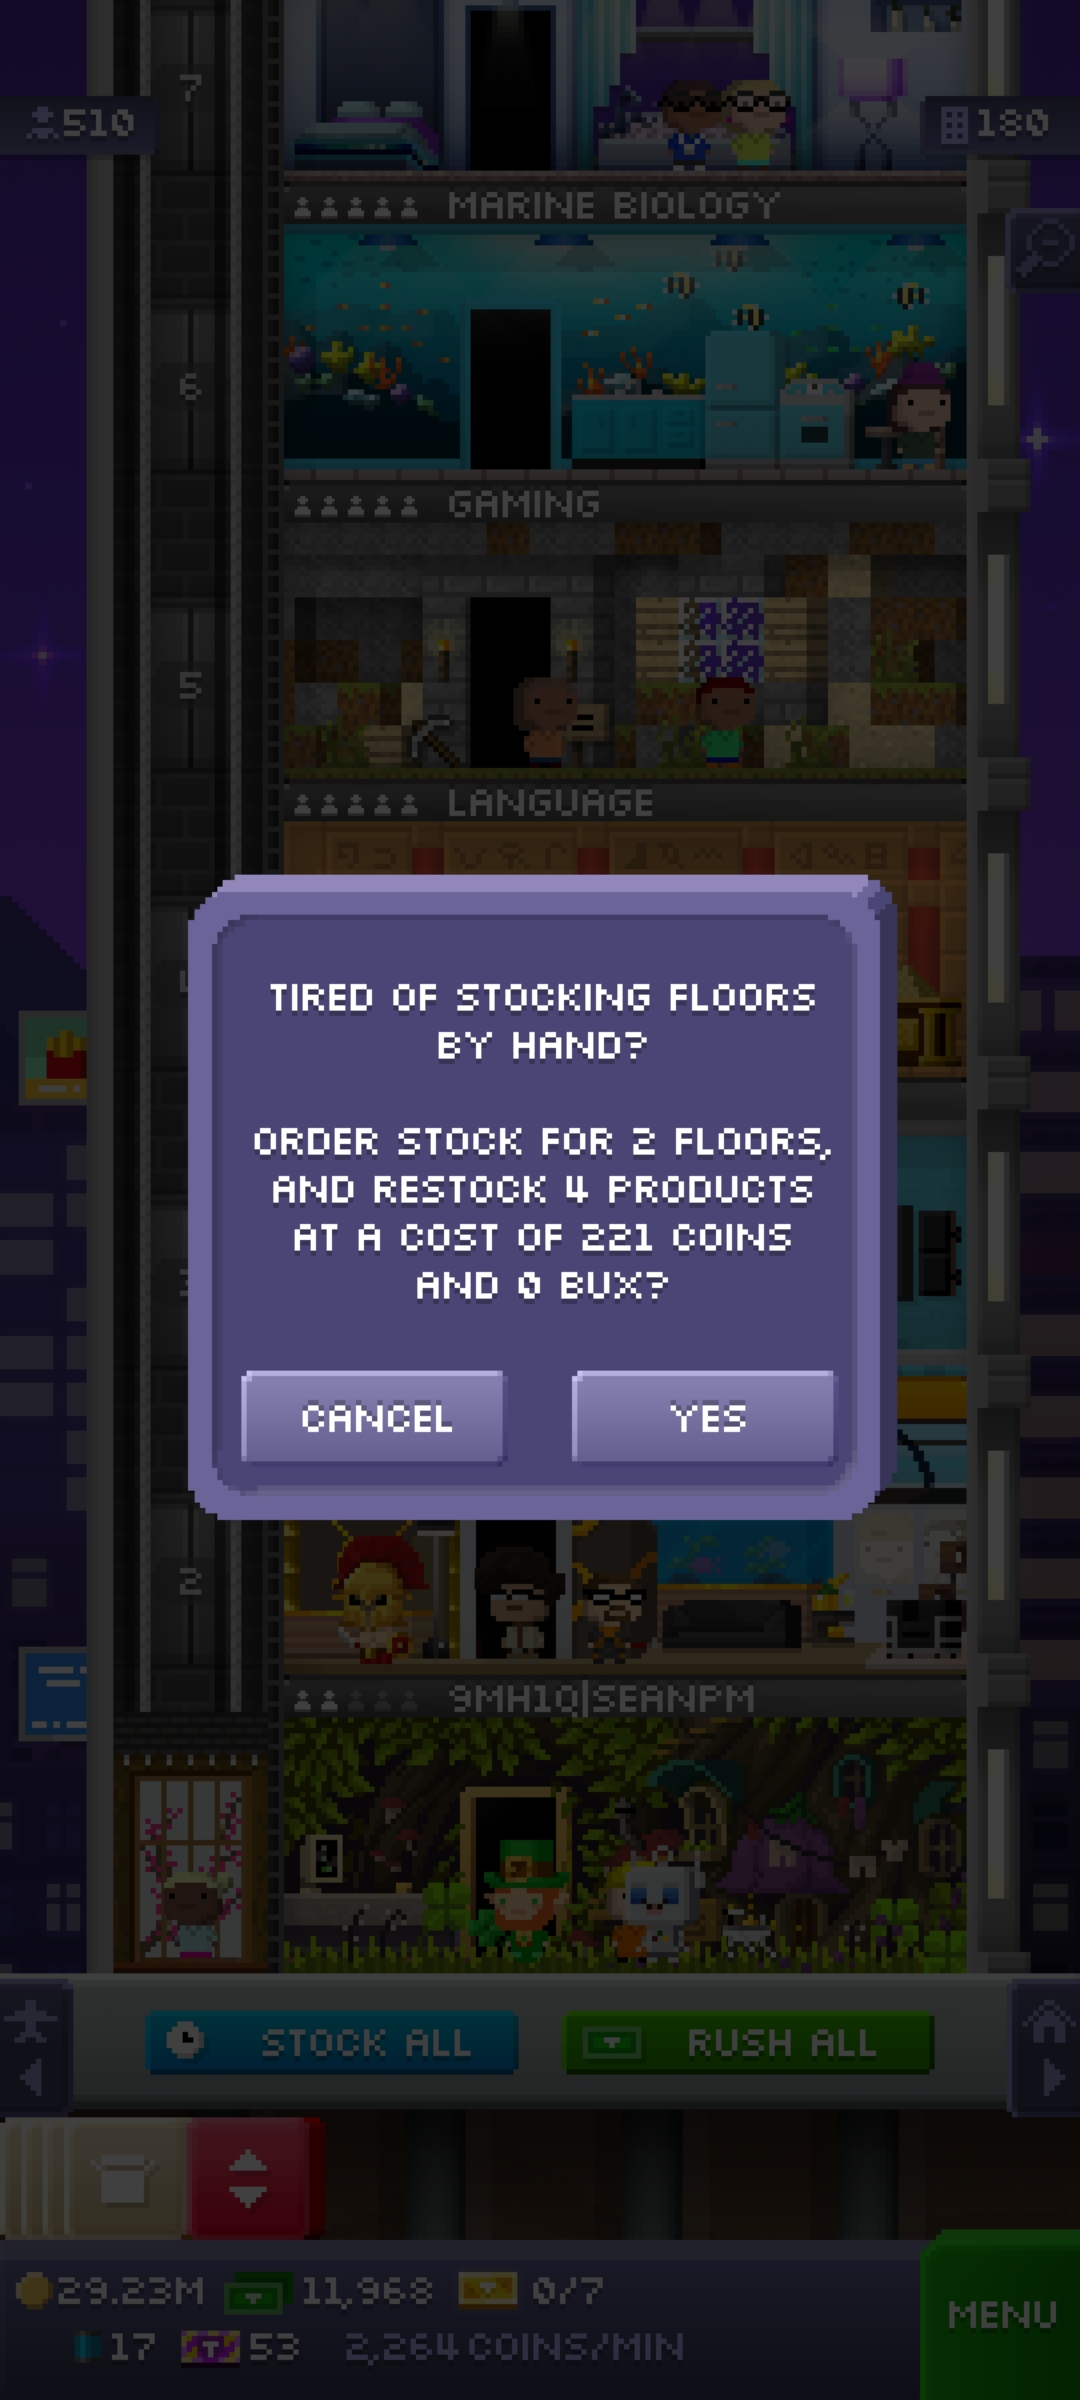 7
510
180
MARINE BIOLOGY
6
GAMING
5
LANGUAGE
TIRED OF STOCKING FLOORS
BY HAND?
ORDER STOCK FOR 2 FLOORS,
AND RESTOCK 4 PRODUCTS
AT A COST OF 221 COINS
AND 0 BUX?
CANCEL
YES
2
9MH1Q|SEANPM
STOCK ALL
RUSH ALL
29.23M
11,968
0/7
MENU
17
53
2,264 COINS/MIN